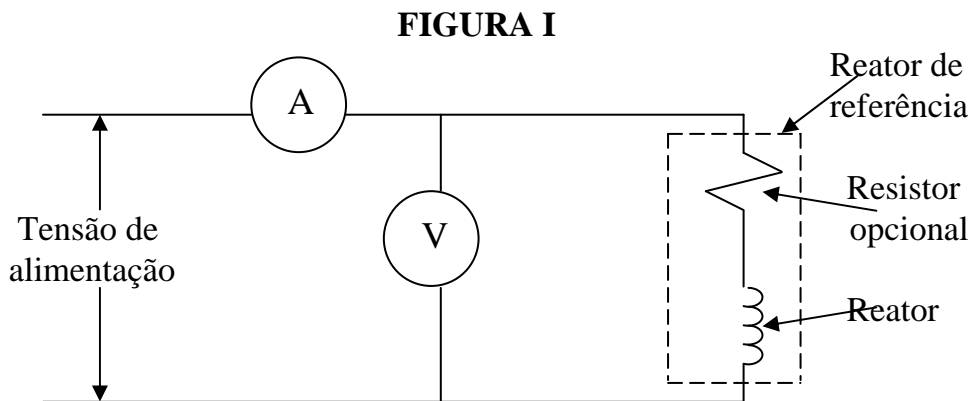 FIGURA I
Reator de
referência
A
Resistor
opcional
Tensão de
alimentação
V
Reator